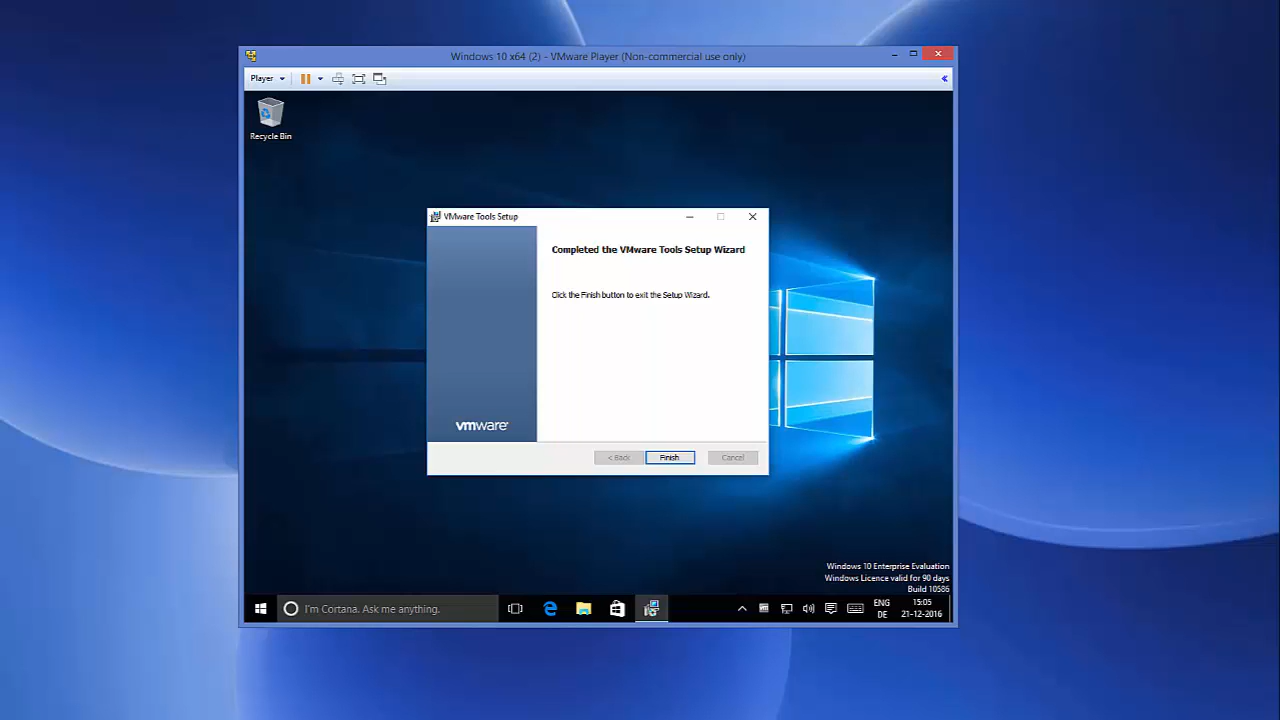 Windows 10 x64 (2) - VMware Player (Non-commercial use only)
Player
Recycle Bin
VMware Tools Setup
Completed the VMware Tools Setup Wizard
Click the Finish button to exit the Setup Wizard.
vmware®
< Back
Finish
Cancel
Windows 10 Enterprise Evaluation
Windows Licence valid for 90 days
Build 10586
I'm Cortana. Ask me anything.
ENG
DE
15:05
21-12-2016